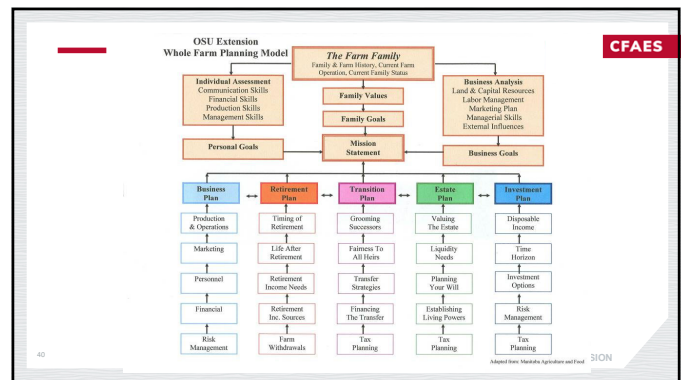 OSU Extension
Whole Farm Planning Model
CFAES
The Farm Family
Family & Farm History, Current Farm
Operation, Current Family Status
Individual Assessment
Communication Skills
Financial Skills
Production Skills
Management Skills
Family Values
Family Goals
Business Analysis
Land & Capital Resources
Labor Management
Marketing Plan
Managerial Skills
External Influences
Personal Goals
Mission
Statement
Business Goals
Business
Plan
Retirement
Plan
Transition
Plan
Estate
Plan
Investment
Plan
Production
& Operations
Timing of
Retirement
Grooming
Successors
Valuing
The Estate
Disposable
Income
Marketing
Life After
Retirement
Fairness To
All Heirs
Liquidity
Needs
Time
Horizon
Personnel
Retirement
Income Needs
Transfer
Strategies
Planning
Your Will
Investment
Options
Financial
Retirement
Inc. Sources
Financing
The Transfer
Establishing
Living Powers
Risk
Management
Risk
Management
Farm
Withdrawals
Tax
Planning
Tax
Planning
Tax
Planning
Adapted from: Manitoba Agriculture and Food
40
SION